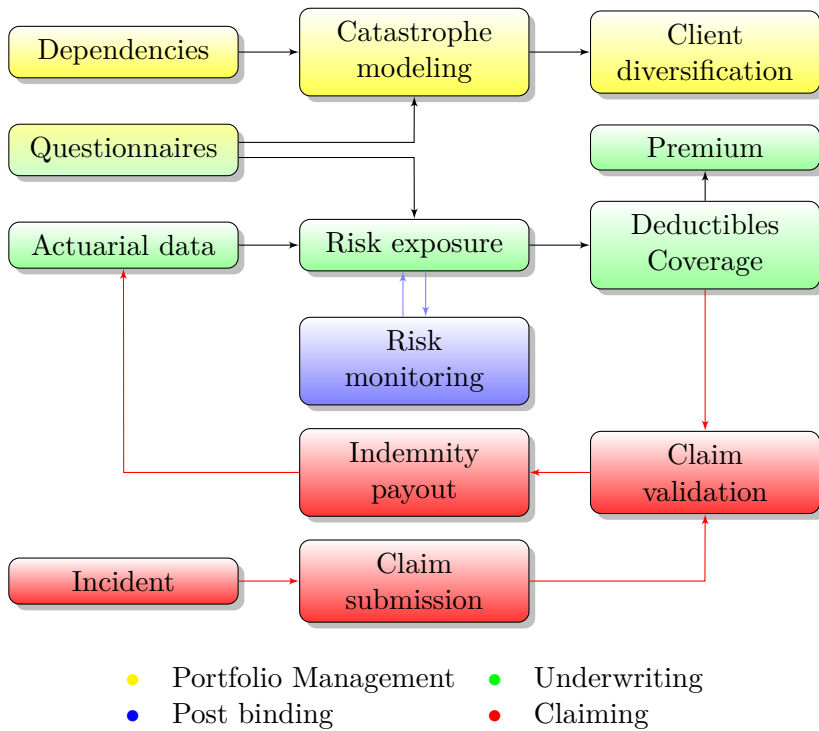 Dependencies
Catastrophe
modeling
Client
diversification
Questionnaires
Premium
Actuarial data
Risk exposure
Deductibles
Coverage
Risk
monitoring
Indemnity
payout
Claim
validation
Incident
Claim
submission
Portfolio Management
Underwriting
Post binding
Claiming